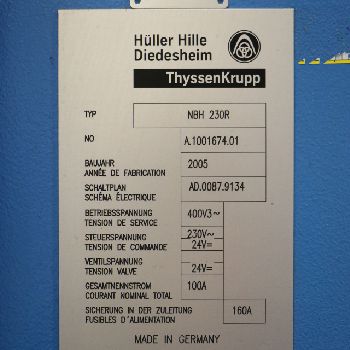 Hüller Hille
Diedesheim
ThyssenKrupp
TYP NBH 230R
NO A.1001674.01
BAUJAHR 2005
ANNÉE DE FABRICATION
SCHALTPLAN AD.0087.9134
SCHÉMA ÉLECTRIQUE
BETRIEBSSPANNUNG 400V3~
TENSION DE SERVICE
STEUERSPANNUNG 230V~
TENSION DE COMMANDE 24V=
VENTILSPANNUNG
TENSION VALVE 24V=
GESAMTNENNSTROM 100A
COURANT NOMINAL TOTAL
SICHERUNG IN DER ZULEITUNG 160A
FUSIBLES D'ALIMENTATION
MADE IN GERMANY